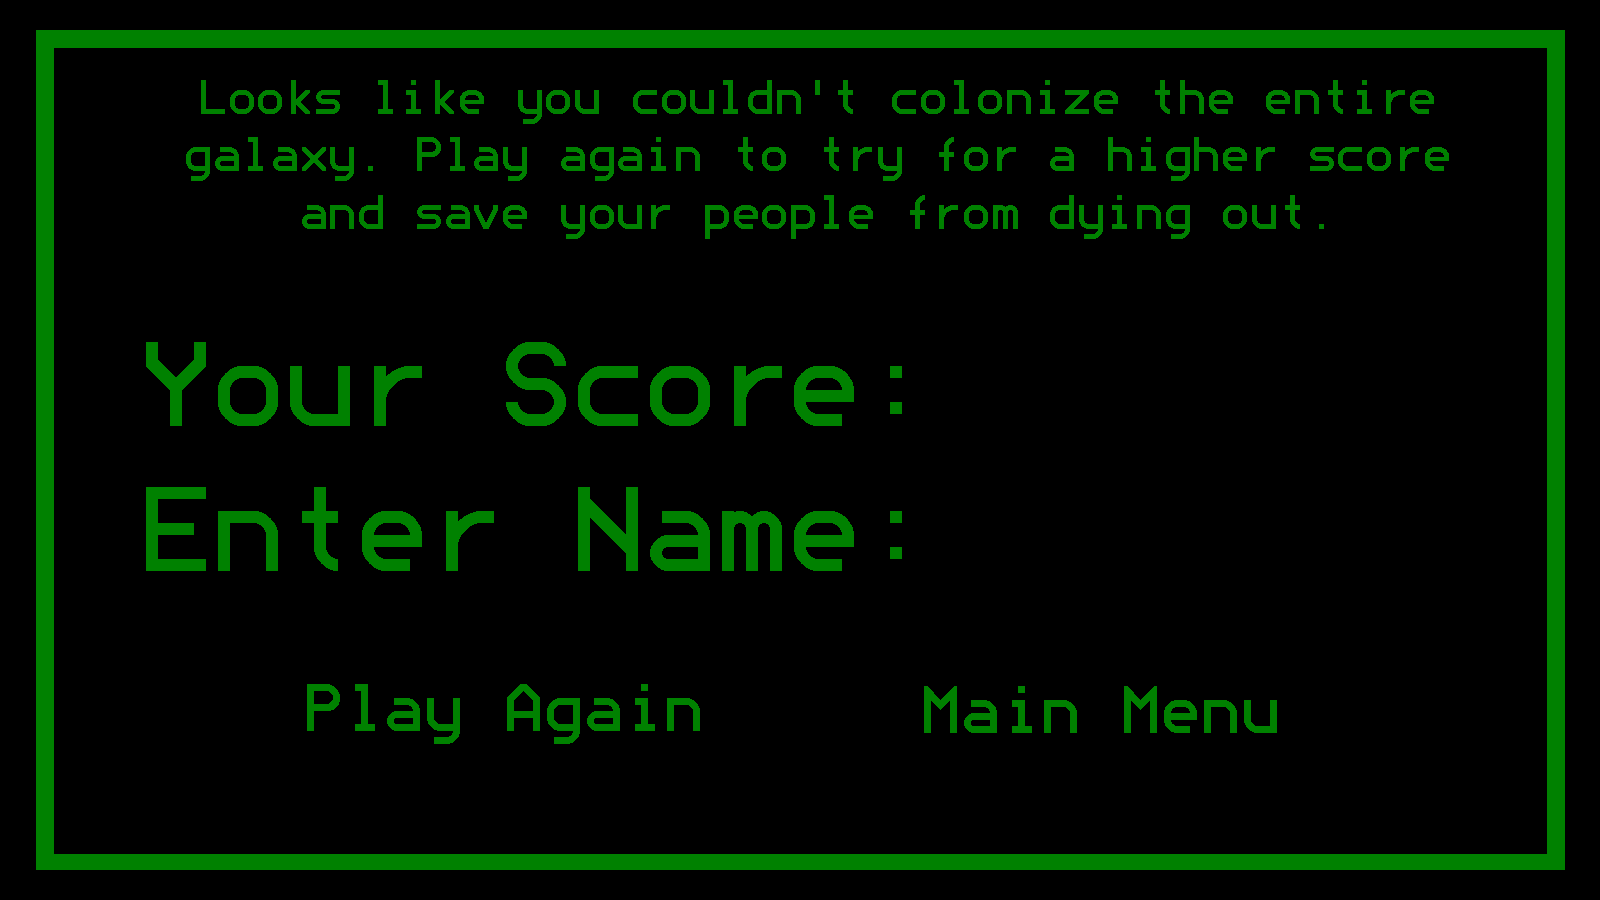 Looks like you couldn't colonize the entire
galaxy. Play again to try for a higher score
and save your people from dying out.
Your Score:
Enter Name:
Play Again Main Menu